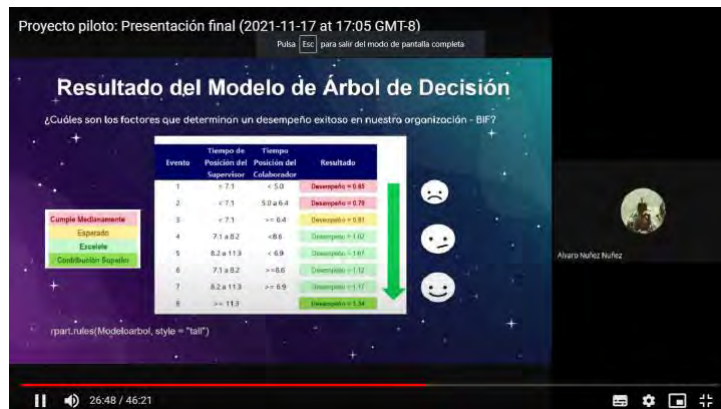 Proyecto piloto: Presentación final (2021-11-17 at 17:05 GMT-8)
Pulsa Esc para salir del modo de pantalla completa
Resultado del Modelo de Árbol de Decisión
¿Cuáles son los factores que determinan un desempeño exitoso en nuestra organización - BIF?
Evento Tiempo de Posición del Supervisor Tiempo Posición del Colaborador Resultado
1 < 7.1 < 5.0 Desempeño = 0.65
2 < 7.1 5.0 a 6.4 Desempeño = 0.78
3 < 7.1 >= 6.4 Desempeño = 0.91
4 7.1 a 8.2 <8.6 Desempeño = 1.02
5 8.2 a 11.3 < 6.9 Desempeño =
6 7.1 a 8.2 >=8.6 Desempeño = 1.12
7 8.2 a 11.3 >= 6.9 Desempeño = 1.17
8 >= 11.3 Desempeño = 1.34
Cumple Medianamente
Esperado
Excelete
Contribución Superior
rpart.rules(Modeloarbol, style = "tall")
Alvaro Nuñez Nuñez
26:48 / 46:21